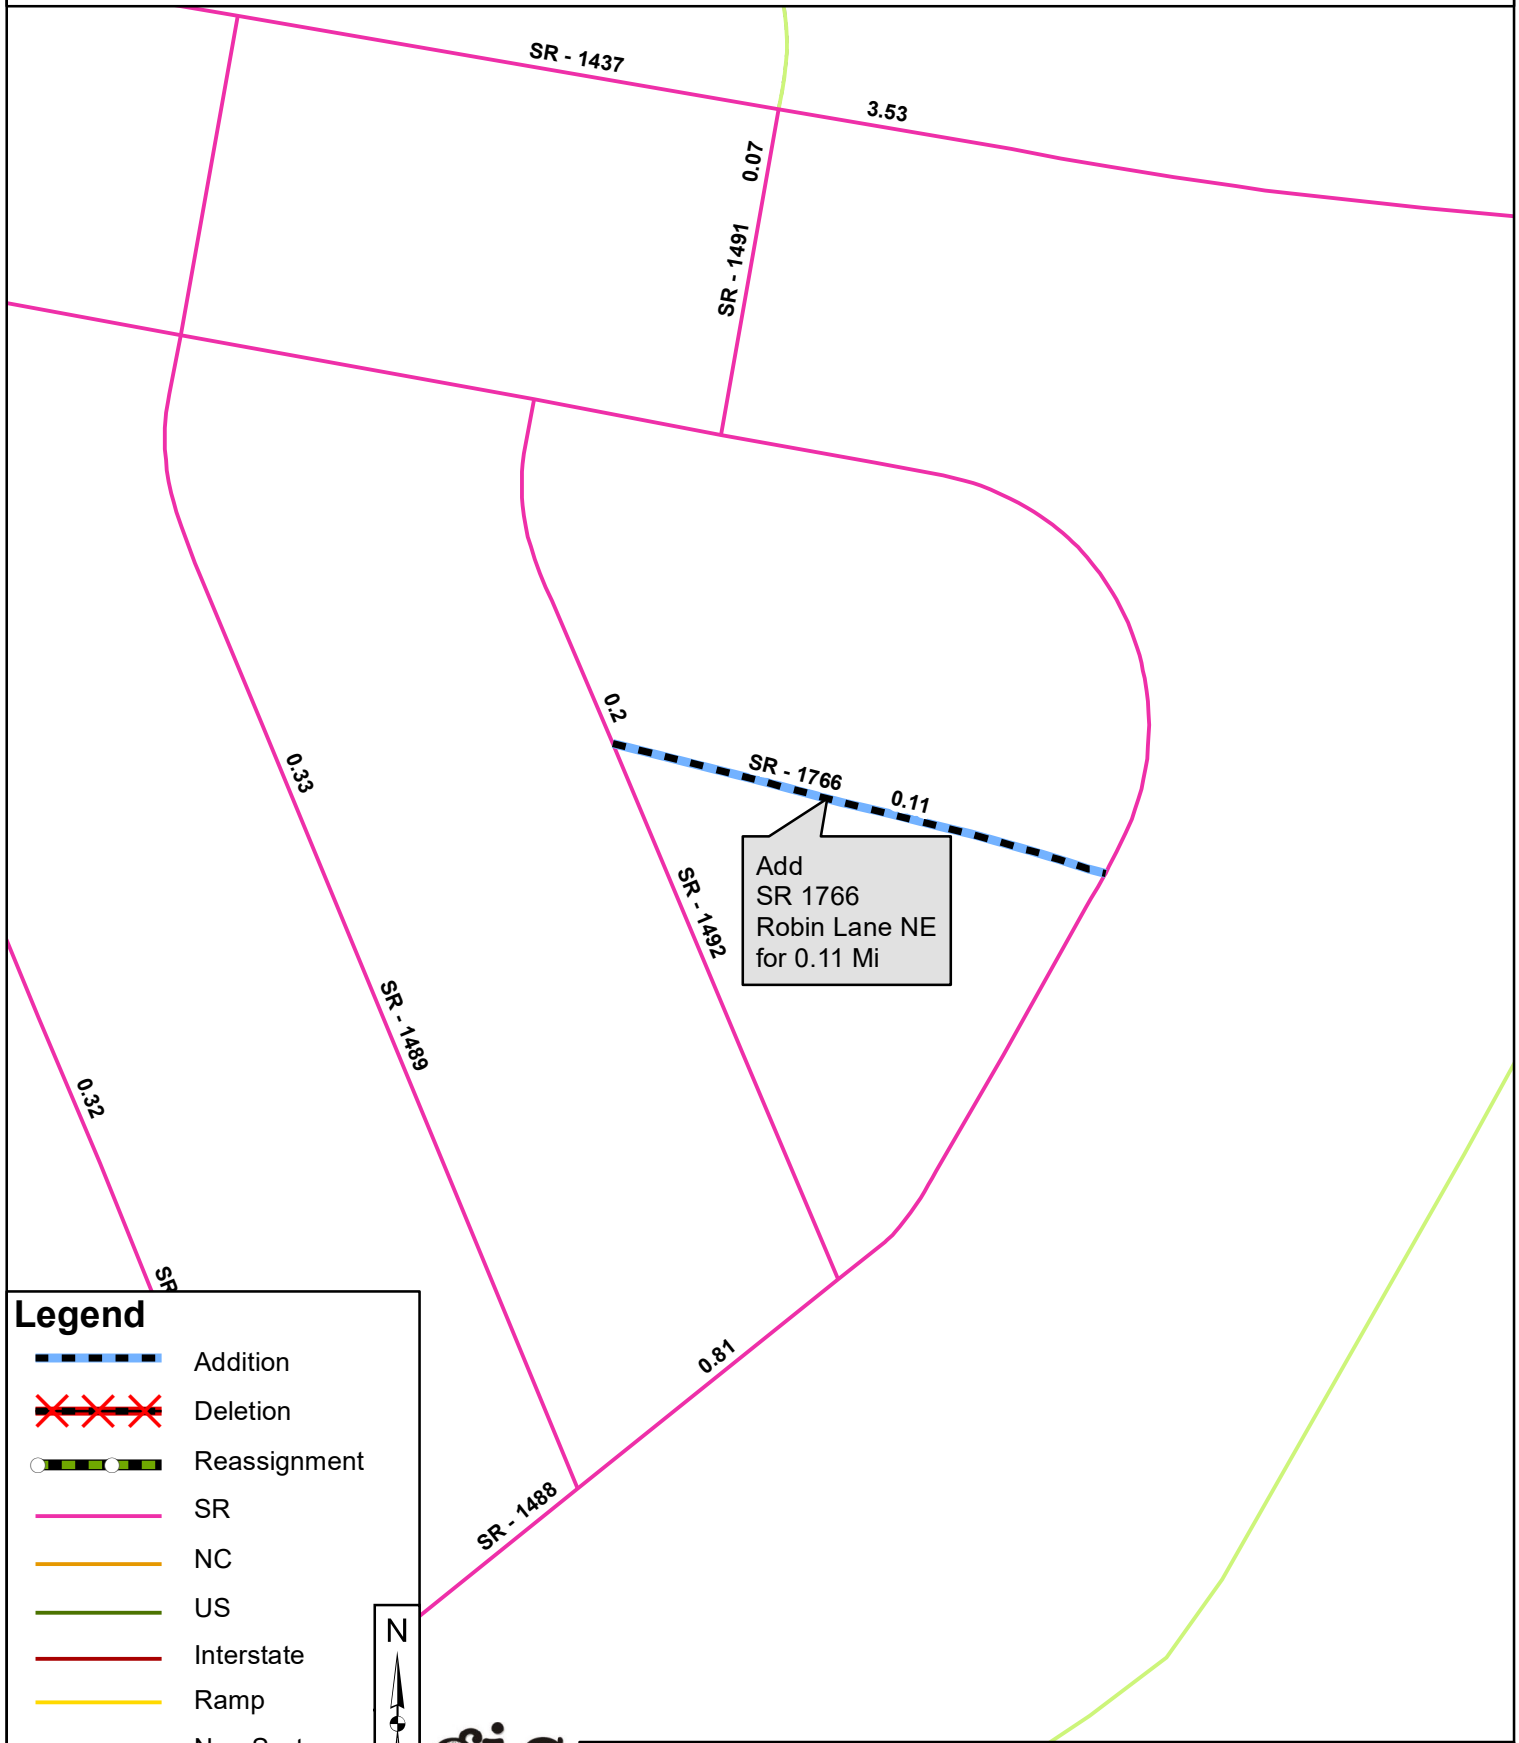 SR - 1437
3.53
0.07
SR - 1491
0.2
SR - 1766
0.11
0.33
Add
SR 1766
Robin Lane NE
for 0.11 Mi
SR - 1492
SR - 1489
0.32
SR
0.81
SR - 1488
Legend
Addition
Deletion
Reassignment
SR
NC
US
Interstate
Ramp
N